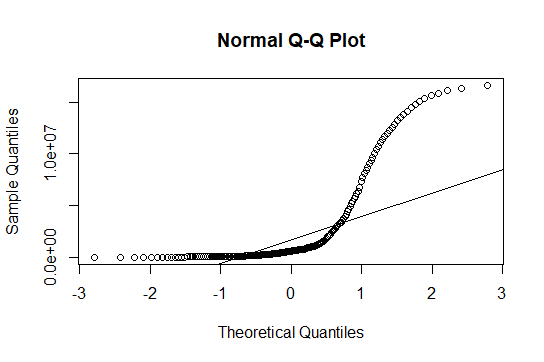 Normal Q-Q Plot
Sample Quantiles
1.0e+07
0.0e+00
-3 -2 -1 0 1 2 3
Theoretical Quantiles